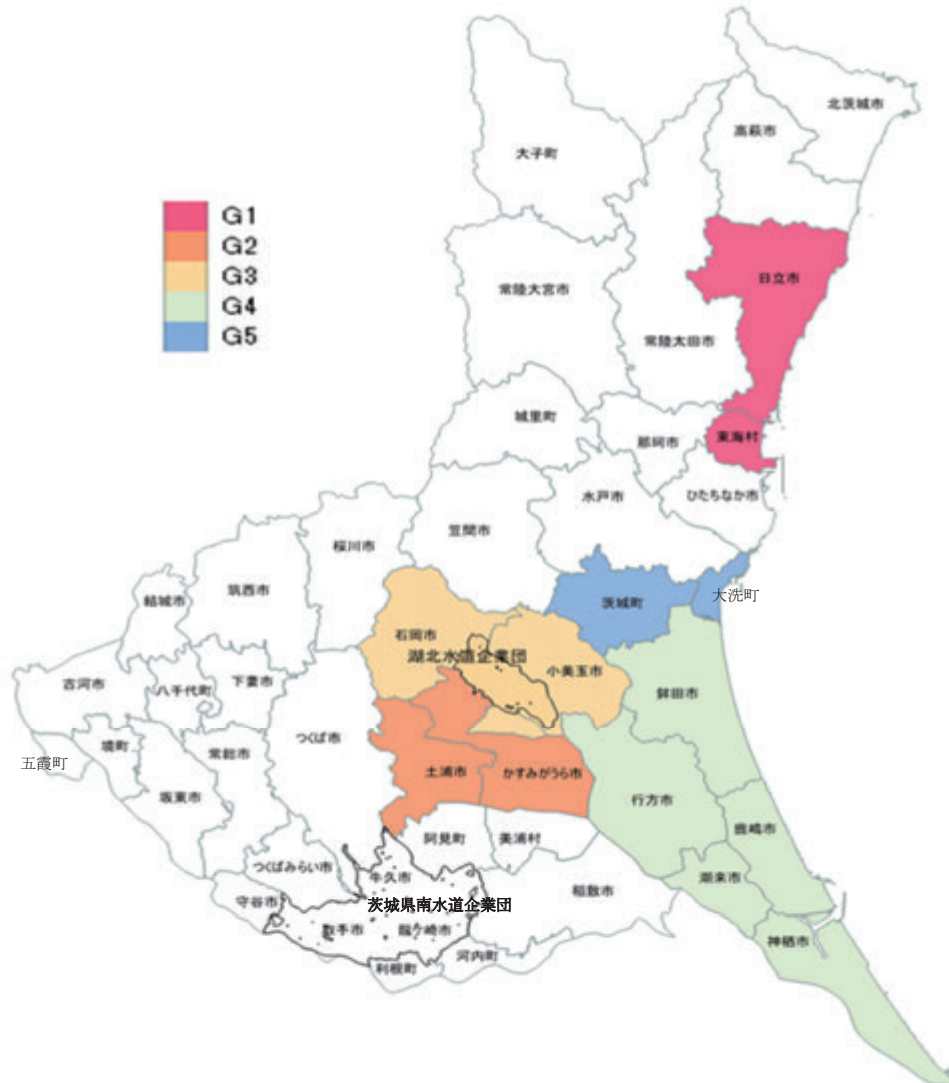 北茨城市
高萩市
大子町
G1
G2
G3
G4
G5
日立市
常陸大宮市
常陸太田市
城里町
那珂市
東海村
水戸市
ひたちなか市
笠間市
桜川市
筑西市
結城市
茨城町
大洗町
石岡市
湖北水道企業団
小美玉市
古河市
八千代町
下妻市
鉾田市
つくば市
境町
常総市
五霞町
土浦市
かすみがうら市
坂東市
行方市
鹿嶋市
阿見町
美浦村
つくばみらい市
牛久市
潮来市
稲敷市
守谷市
茨城県南水道企業団
取手市
龍ケ崎市
神栖市
利根町
河内町